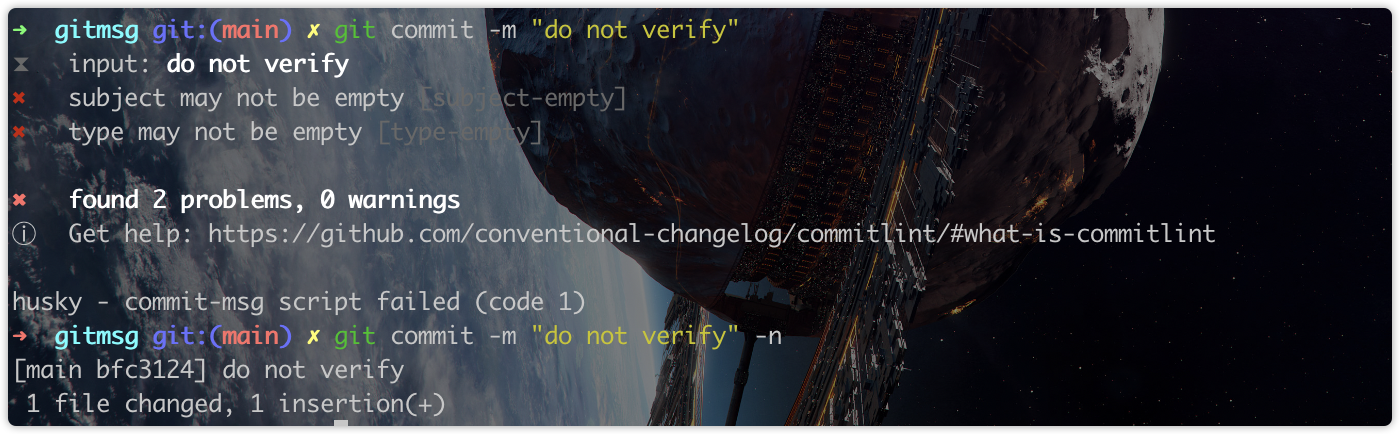 ➜  gitmsg git:(main) ✗ git commit -m "do not verify"
⧗   input: do not verify
✖   subject may not be empty [subject-empty]
✖   type may not be empty [type-empty]
✖   found 2 problems, 0 warnings
ⓘ   Get help: https://github.com/conventional-changelog/commitlint/#what-is-commitlint
husky - commit-msg script failed (code 1)
➜  gitmsg git:(main) ✗ git commit -m "do not verify" -n
[main bfc3124] do not verify
 1 file changed, 1 insertion(+)